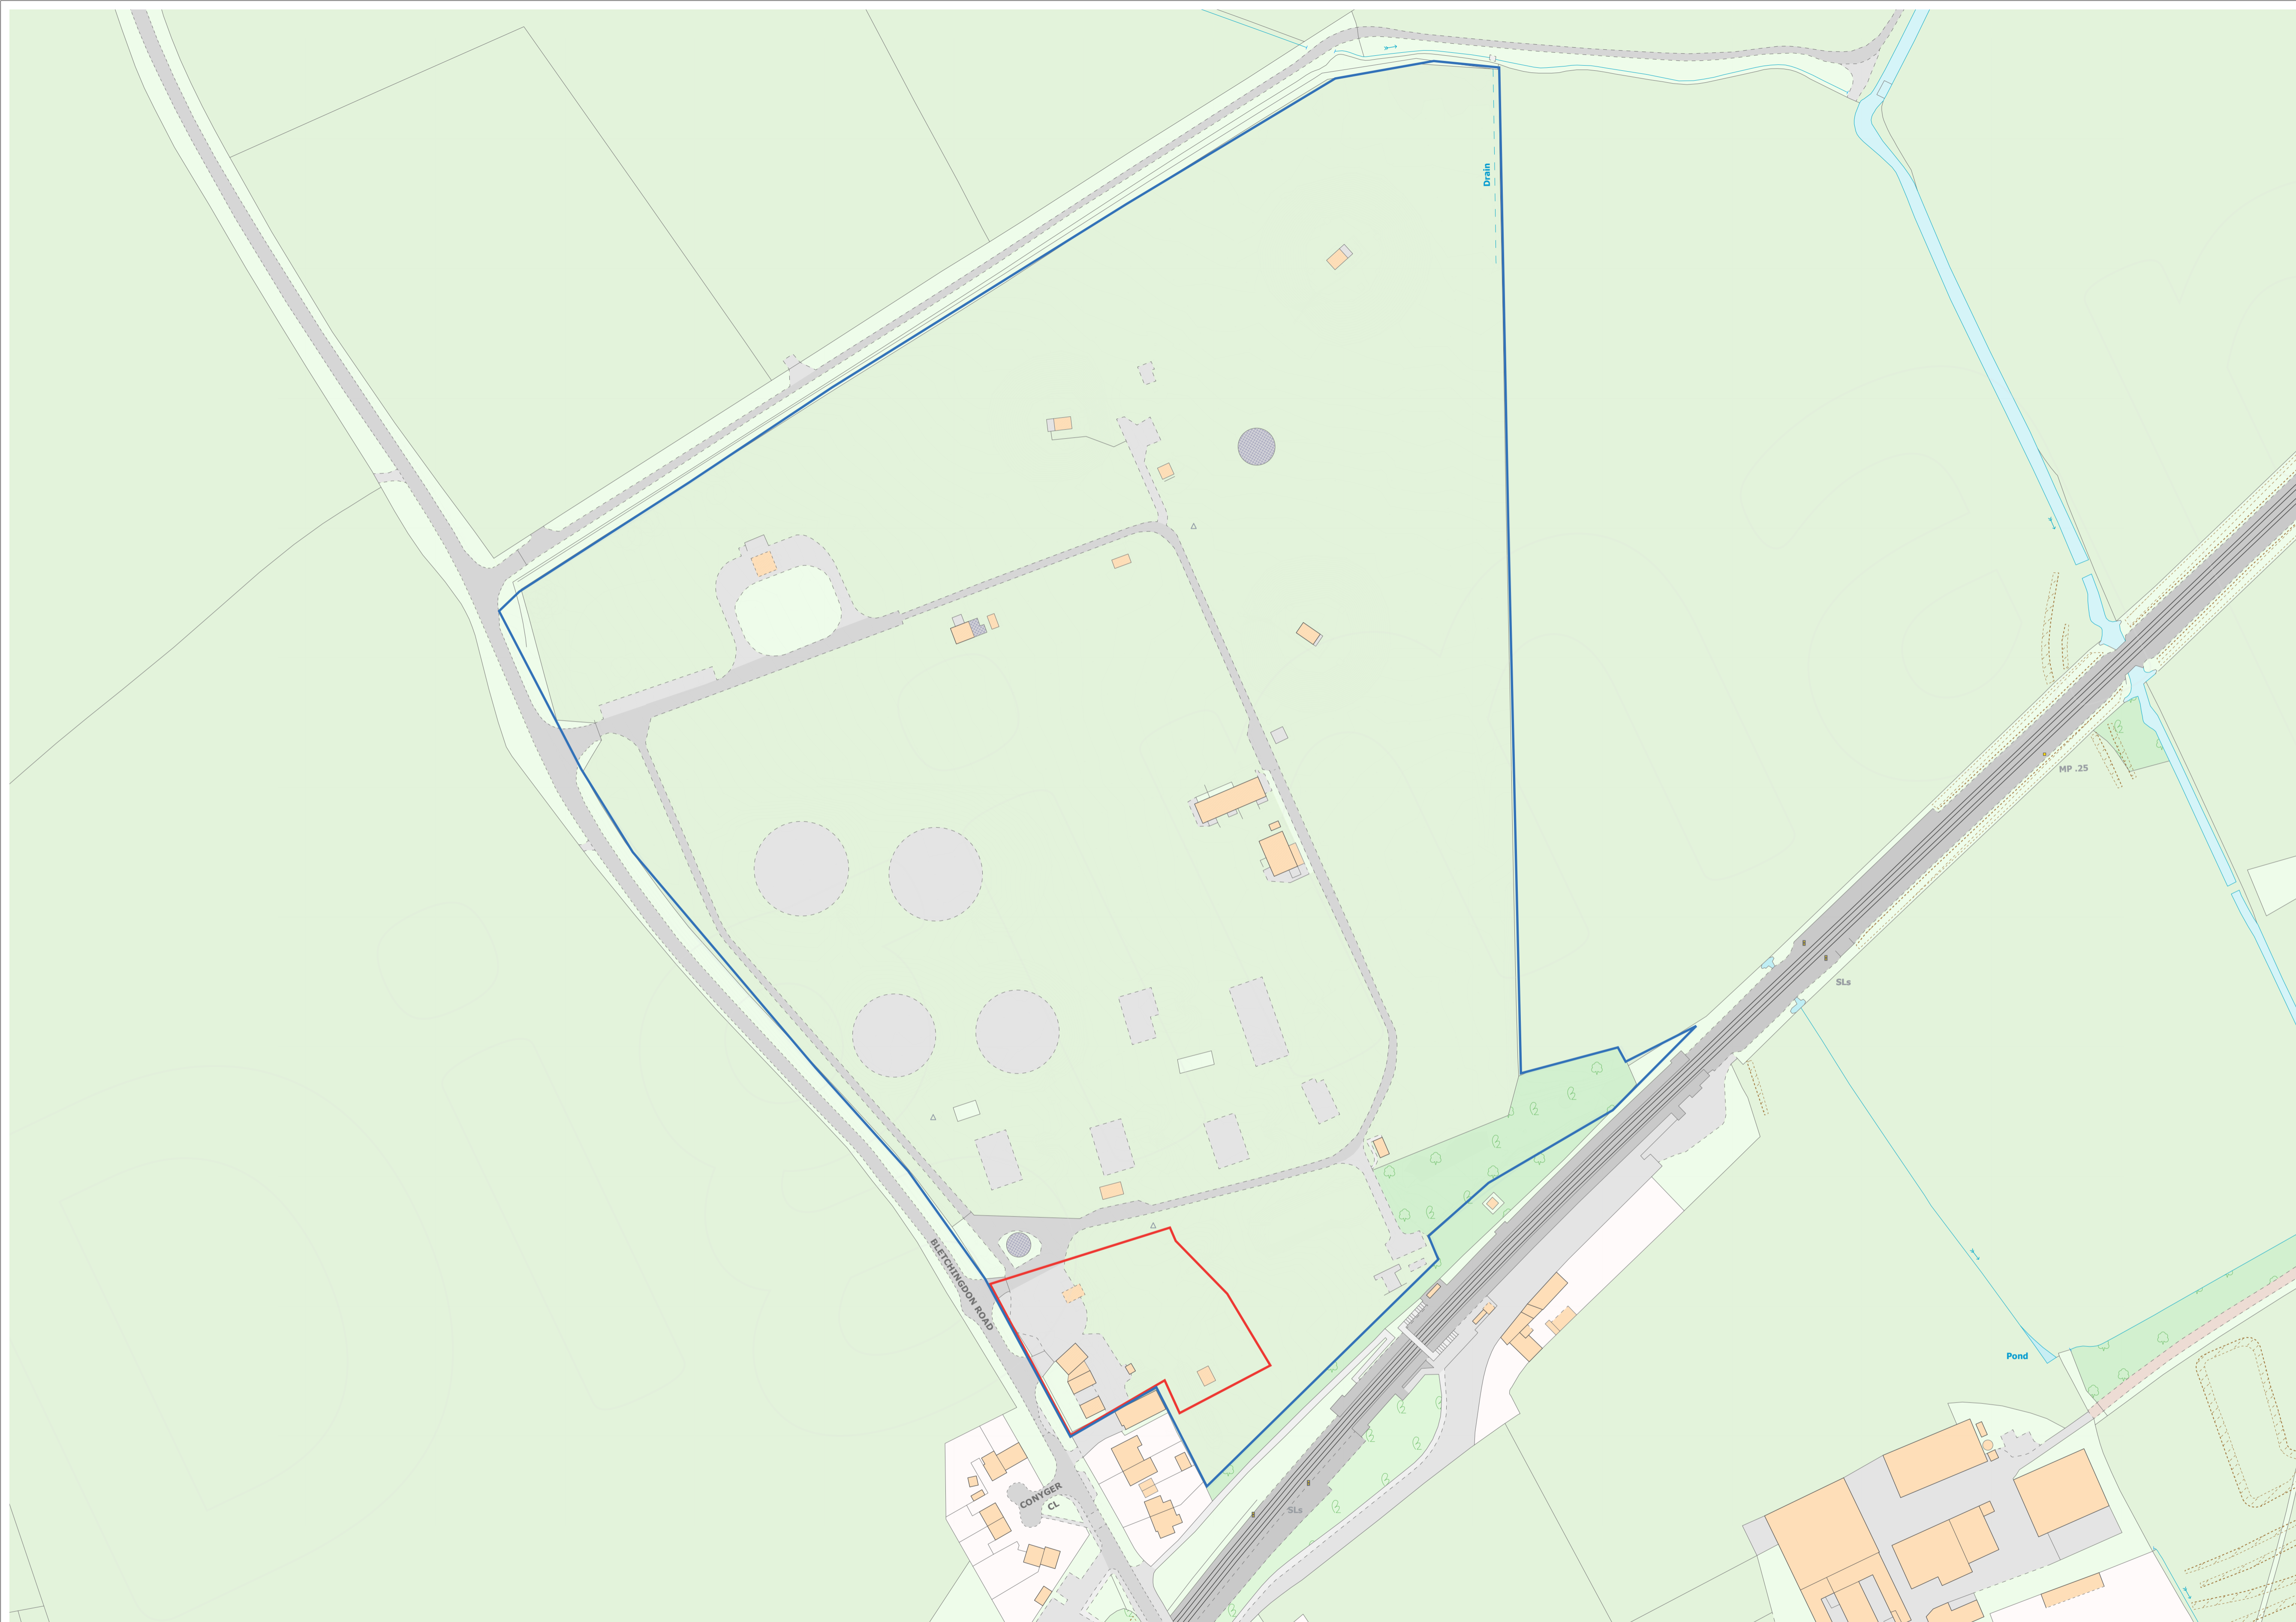 Drain
MP .25
SLs
BLETCHINGDON ROAD
Pond
CONYGER
CL
SLs